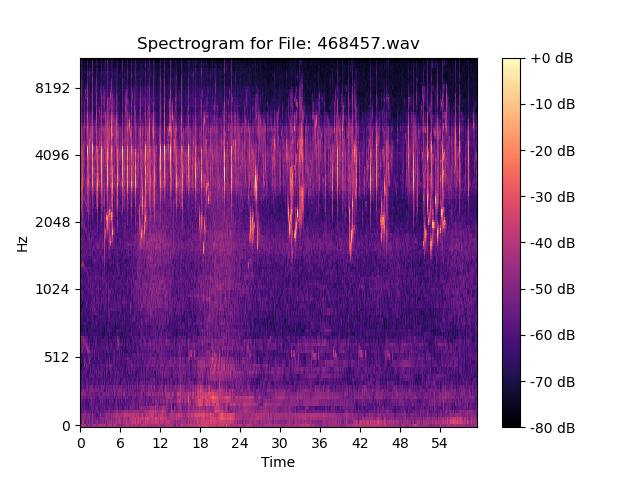 Spectrogram for File: 468457.wav
+0 dB
8192
-10 dB
4096
-20 dB
-30 dB
2048
Hz
-40 dB
1024
-50 dB
-60 dB
512
-70 dB
0
-80 dB
0 6 12 18 24 30 36 42 48 54
Time